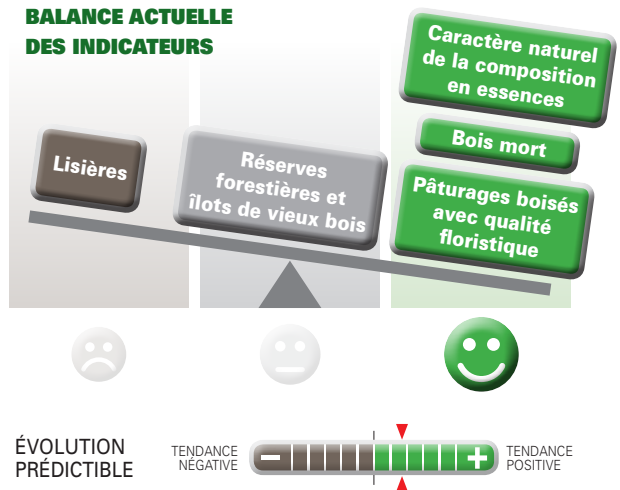 BALANCE ACTUELLE
DES INDICATEURS
Caractère naturel
de la composition
en essences
Bois mort
Lisières
Réserves
forestières et
îlots de vieux bois
Pâturages boisés
avec qualité
floristique
ÉVOLUTION
PRÉDICTIBLE
TENDANCE
NÉGATIVE
−
+
TENDANCE
POSITIVE